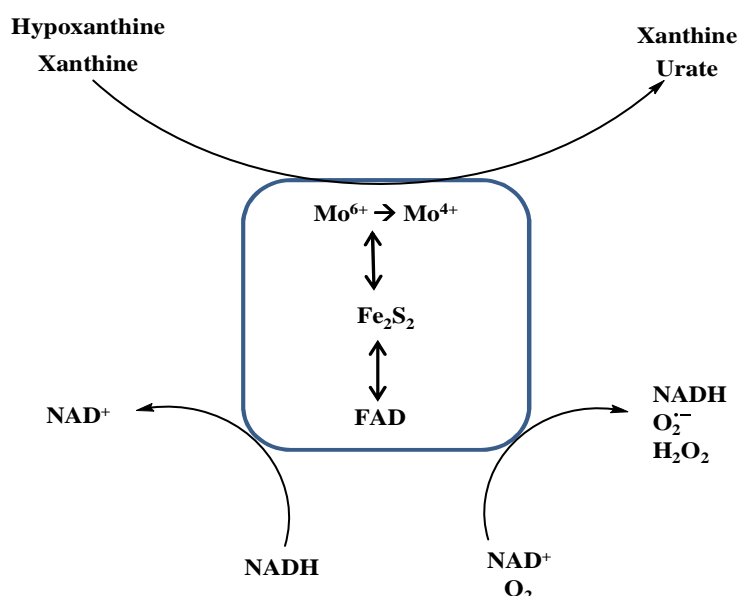 Hypoxanthine
Xanthine
Xanthine
Urate
Mo⁶⁺ → Mo⁴⁺
Fe₂S₂
FAD
NAD⁺
NADH
O₂·⁻
H₂O₂
NADH
NAD⁺
O₂